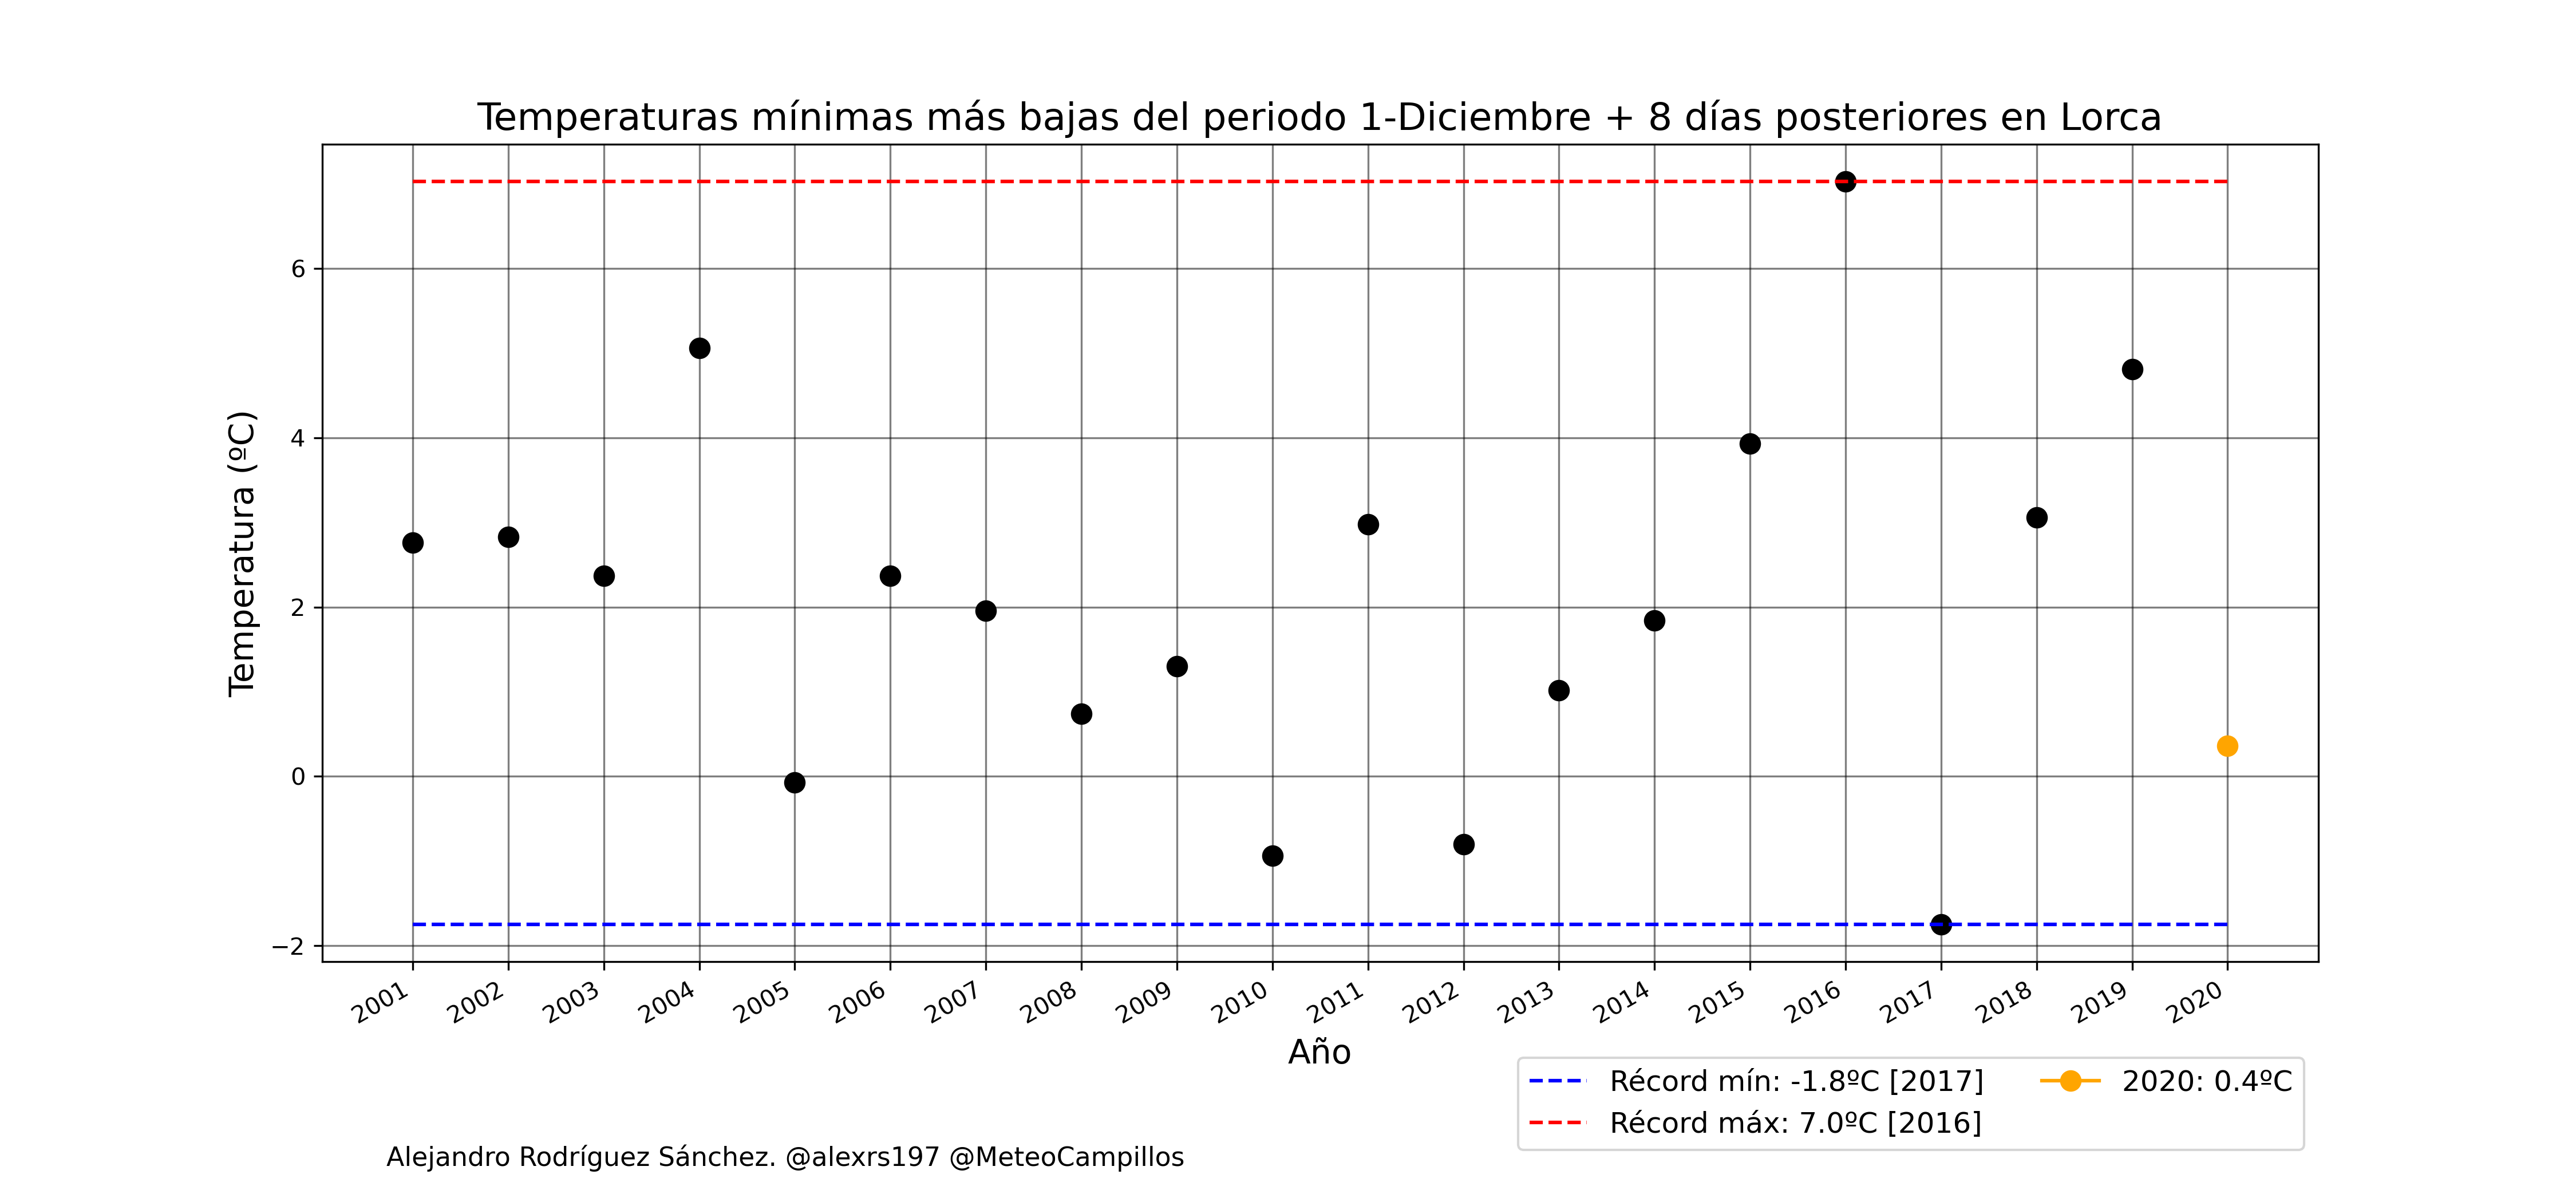 Temperaturas mínimas más bajas del periodo 1-Diciembre + 8 días posteriores en Lorca
Temperatura (ºC)
6
4
2
0
−2
2001 2002 2003 2004 2005 2006 2007 2008 2009 2010 2011 2012 2013 2014 2015 2016 2017 2018 2019 2020
Año
Récord mín: -1.8ºC [2017]
Récord máx: 7.0ºC [2016]
2020: 0.4ºC
Alejandro Rodríguez Sánchez. @alexrs197 @MeteoCampillos